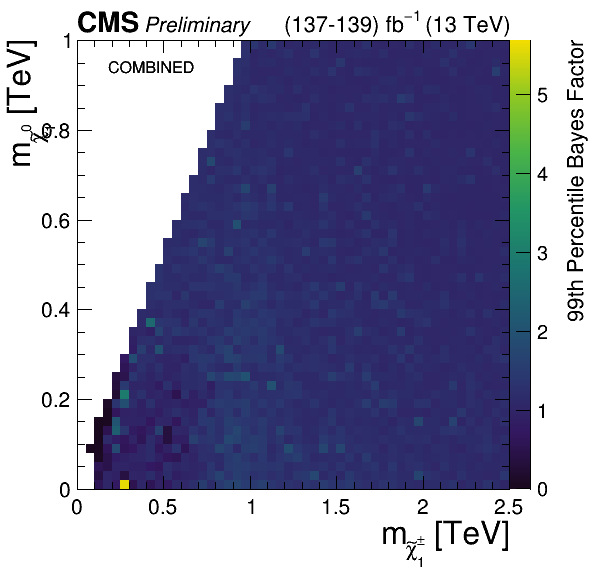 CMS Preliminary (137-139) fb⁻¹ (13 TeV)
COMBINED
m_χ̃₁⁰ [TeV]
1
0.8
0.6
0.4
0.2
0
0 0.5 1 1.5 2 2.5
m_χ̃₁± [TeV]
5
4
3
2
1
0
99th Percentile Bayes Factor